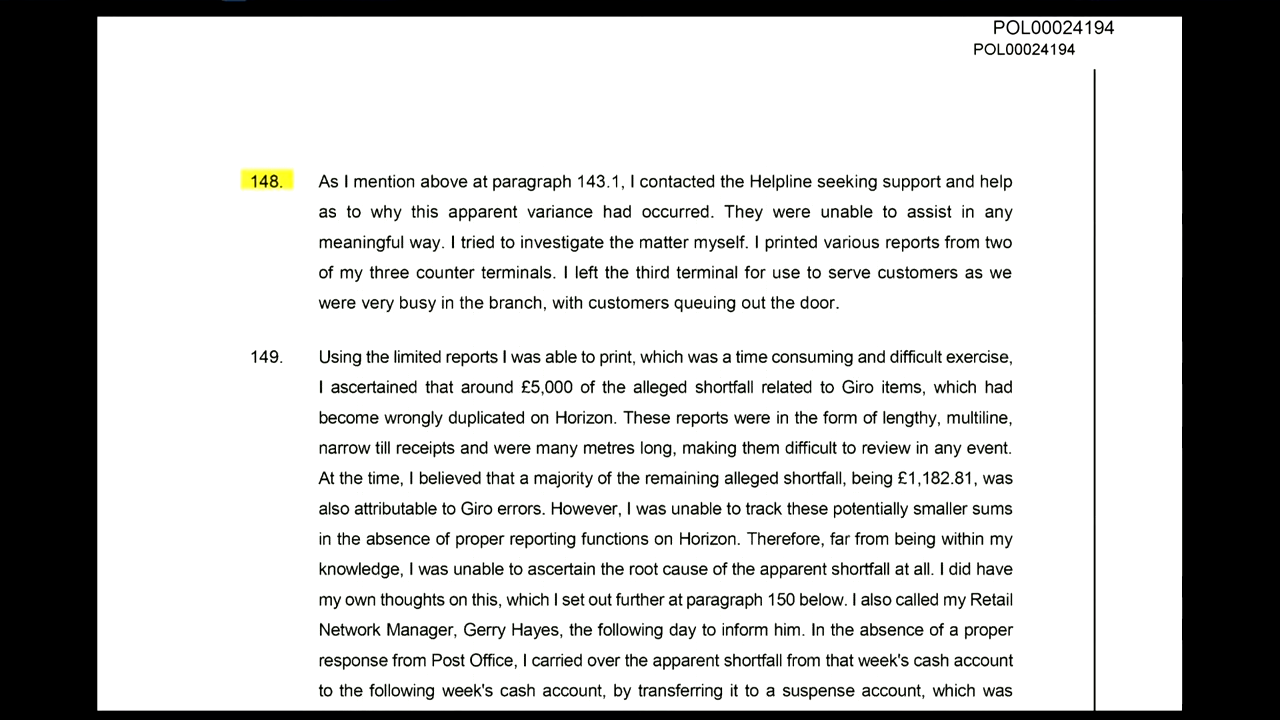 POL00024194
POL00024194
148. As I mention above at paragraph 143.1, I contacted the Helpline seeking support and help
as to why this apparent variance had occurred. They were unable to assist in any
meaningful way. I tried to investigate the matter myself. I printed various reports from two
of my three counter terminals. I left the third terminal for use to serve customers as we
were very busy in the branch, with customers queuing out the door.
149. Using the limited reports I was able to print, which was a time consuming and difficult exercise,
I ascertained that around £5,000 of the alleged shortfall related to Giro items, which had
become wrongly duplicated on Horizon. These reports were in the form of lengthy, multiline,
narrow till receipts and were many metres long, making them difficult to review in any event.
At the time, I believed that a majority of the remaining alleged shortfall, being £1,182.81, was
also attributable to Giro errors. However, I was unable to track these potentially smaller sums
in the absence of proper reporting functions on Horizon. Therefore, far from being within my
knowledge, I was unable to ascertain the root cause of the apparent shortfall at all. I did have
my own thoughts on this, which I set out further at paragraph 150 below. I also called my Retail
Network Manager, Gerry Hayes, the following day to inform him. In the absence of a proper
response from Post Office, I carried over the apparent shortfall from that week's cash account
to the following week's cash account, by transferring it to a suspense account, which was